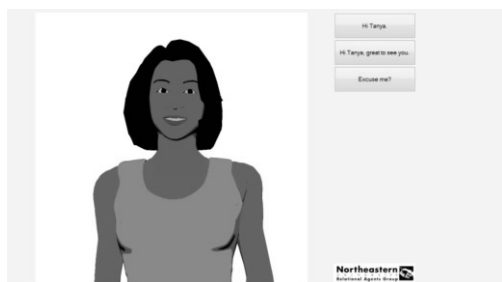 Hi Tanya.
Hi Tanya, great to see you.
Excuse me?
Northeastern
Relational Agents Group